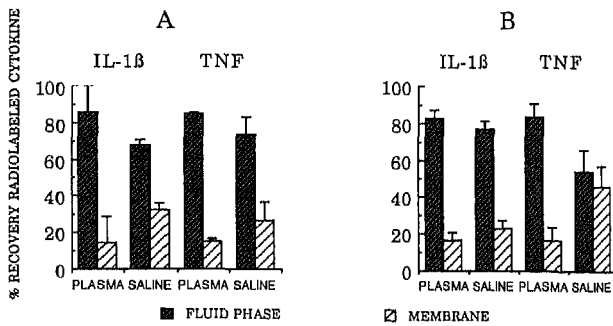 A
B
IL-1ß TNF
IL-1ß TNF
% RECOVERY RADIOLABELED CYTOKINE
100
80
60
40
20
0
100
80
60
40
20
0
PLASMA SALINE PLASMA SALINE
PLASMA SALINE PLASMA SALINE
FLUID PHASE
MEMBRANE